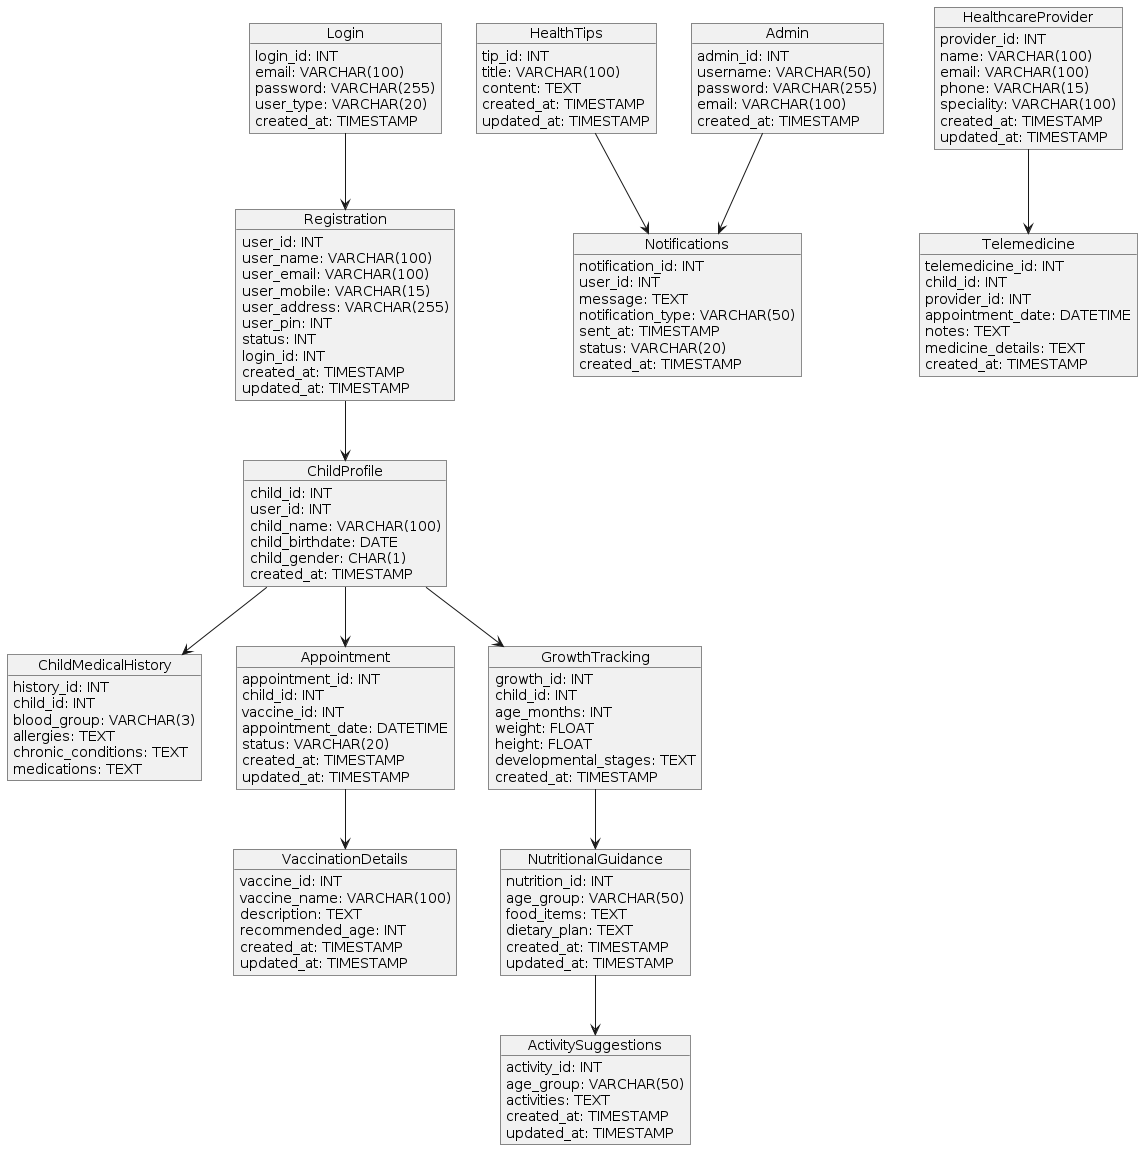 Login
login_id: INT
email: VARCHAR(100)
password: VARCHAR(255)
user_type: VARCHAR(20)
created_at: TIMESTAMP
HealthTips
tip_id: INT
title: VARCHAR(100)
content: TEXT
created_at: TIMESTAMP
updated_at: TIMESTAMP
Admin
admin_id: INT
username: VARCHAR(50)
password: VARCHAR(255)
email: VARCHAR(100)
created_at: TIMESTAMP
HealthcareProvider
provider_id: INT
name: VARCHAR(100)
email: VARCHAR(100)
phone: VARCHAR(15)
speciality: VARCHAR(100)
created_at: TIMESTAMP
updated_at: TIMESTAMP
Registration
user_id: INT
user_name: VARCHAR(100)
user_email: VARCHAR(100)
user_mobile: VARCHAR(15)
user_address: VARCHAR(255)
user_pin: INT
status: INT
login_id: INT
created_at: TIMESTAMP
updated_at: TIMESTAMP
Notifications
notification_id: INT
user_id: INT
message: TEXT
notification_type: VARCHAR(50)
sent_at: TIMESTAMP
status: VARCHAR(20)
created_at: TIMESTAMP
Telemedicine
telemedicine_id: INT
child_id: INT
provider_id: INT
appointment_date: DATETIME
notes: TEXT
medicine_details: TEXT
created_at: TIMESTAMP
ChildProfile
child_id: INT
user_id: INT
child_name: VARCHAR(100)
child_birthdate: DATE
child_gender: CHAR(1)
created_at: TIMESTAMP
ChildMedicalHistory
history_id: INT
child_id: INT
blood_group: VARCHAR(3)
allergies: TEXT
chronic_conditions: TEXT
medications: TEXT
Appointment
appointment_id: INT
child_id: INT
vaccine_id: INT
appointment_date: DATETIME
status: VARCHAR(20)
created_at: TIMESTAMP
updated_at: TIMESTAMP
GrowthTracking
growth_id: INT
child_id: INT
age_months: INT
weight: FLOAT
height: FLOAT
developmental_stages: TEXT
created_at: TIMESTAMP
VaccinationDetails
vaccine_id: INT
vaccine_name: VARCHAR(100)
description: TEXT
recommended_age: INT
created_at: TIMESTAMP
updated_at: TIMESTAMP
NutritionalGuidance
nutrition_id: INT
age_group: VARCHAR(50)
food_items: TEXT
dietary_plan: TEXT
created_at: TIMESTAMP
updated_at: TIMESTAMP
ActivitySuggestions
activity_id: INT
age_group: VARCHAR(50)
activities: TEXT
created_at: TIMESTAMP
updated_at: TIMESTAMP